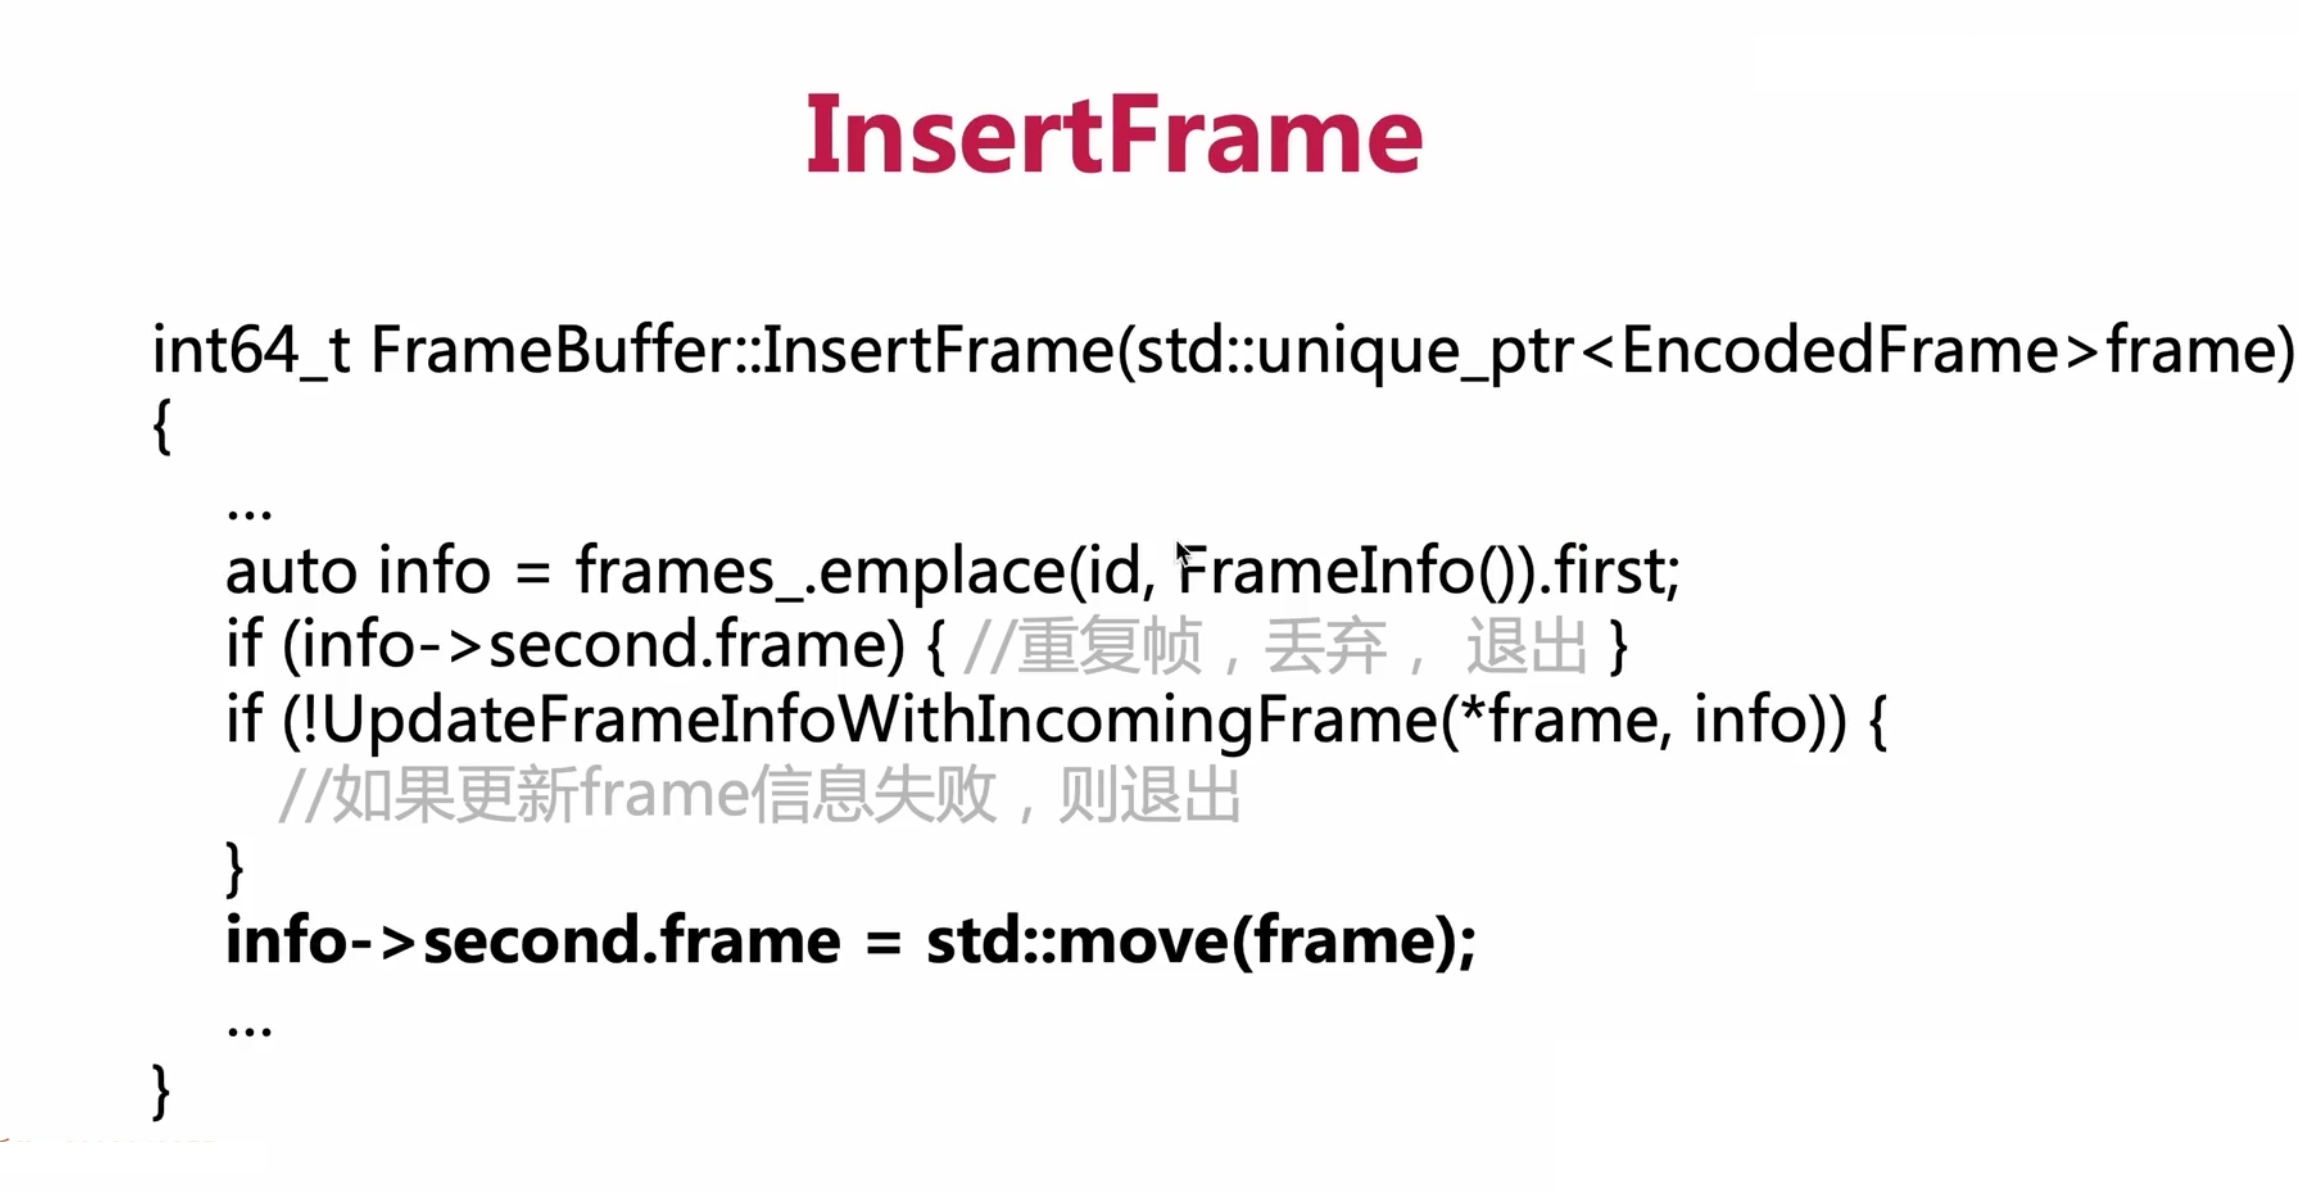 InsertFrame
int64_t FrameBuffer::InsertFrame(std::unique_ptr<EncodedFrame>frame)
{
...
auto info = frames_.emplace(id, FrameInfo()).first;
if (info->second.frame) { //重复帧，丢弃， 退出 }
if (!UpdateFrameInfoWithIncomingFrame(*frame, info)) {
//如果更新frame信息失败，则退出
}
info->second.frame = std::move(frame);
...
}